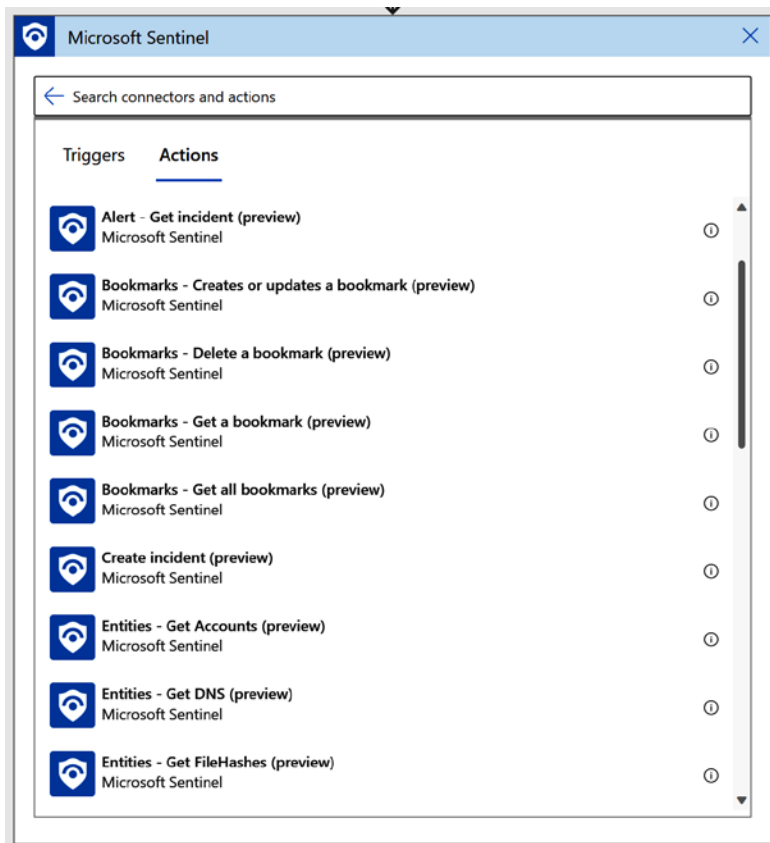 Microsoft Sentinel
Search connectors and actions
Triggers Actions
Alert - Get incident (preview)
Microsoft Sentinel
Bookmarks - Creates or updates a bookmark (preview)
Microsoft Sentinel
Bookmarks - Delete a bookmark (preview)
Microsoft Sentinel
Bookmarks - Get a bookmark (preview)
Microsoft Sentinel
Bookmarks - Get all bookmarks (preview)
Microsoft Sentinel
Create incident (preview)
Microsoft Sentinel
Entities - Get Accounts (preview)
Microsoft Sentinel
Entities - Get DNS (preview)
Microsoft Sentinel
Entities - Get FileHashes (preview)
Microsoft Sentinel